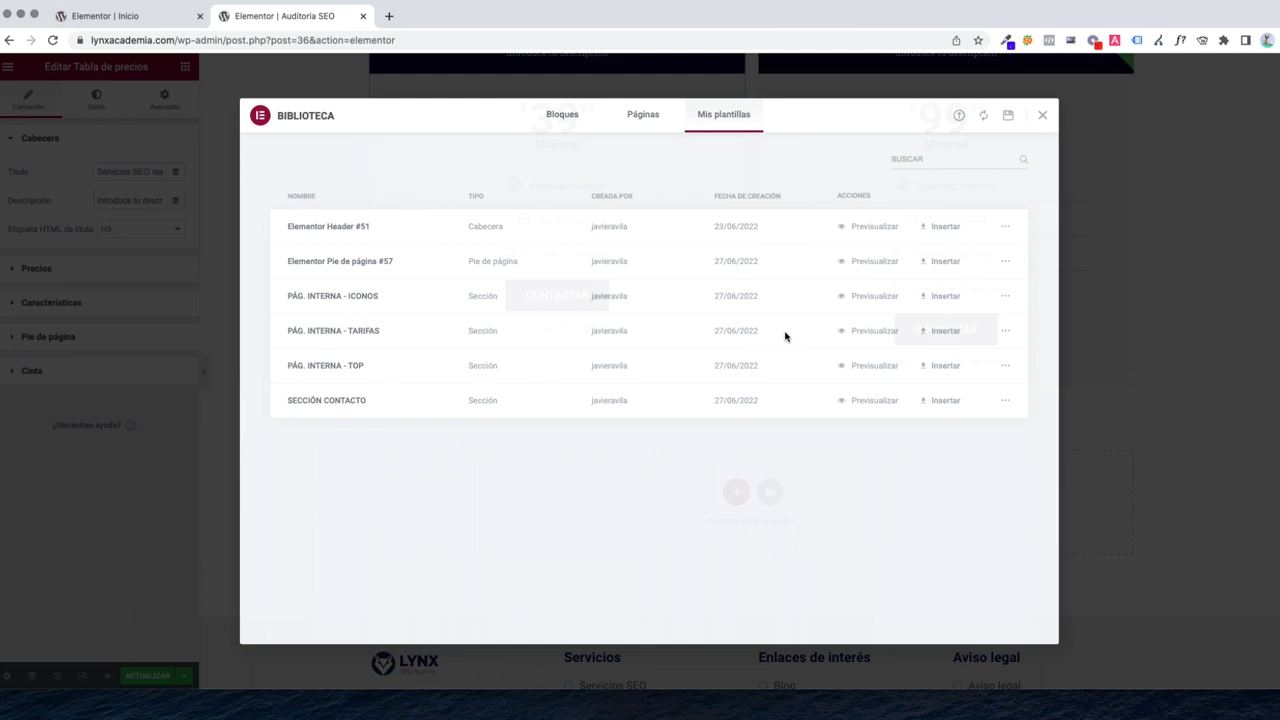 Elementor | Inicio
Elementor | Auditoria SEO
lynxacademia.com/wp-admin/post.php?post=36&action=elementor
Editar Tabla de precios
Contenido
Estilo
Avanzado
Cabecera
Título
Servicios SEO sta
Descripción
Introduce tu descr
Etiqueta HTML de título
H3
Precios
Características
Pie de página
Cinta
¿Necesitas ayuda?
ACTUALIZAR
BIBLIOTECA
Bloques
Páginas
Mis plantillas
39
Mensual
99
Mensual
BUSCAR
NOMBRE
TIPO
CREADA POR
FECHA DE CREACIÓN
ACCIONES
Elementor Header #51
Cabecera
javieravila
23/06/2022
Previsualizar
Insertar
Elementor Pie de página #57
Pie de página
javieravila
27/06/2022
Previsualizar
Insertar
PÁG. INTERNA - ICONOS
Sección
CONTACTAR
javieravila
27/06/2022
Previsualizar
Insertar
PÁG. INTERNA - TARIFAS
Sección
javieravila
27/06/2022
Previsualizar
Insertar
PÁG. INTERNA - TOP
Sección
javieravila
27/06/2022
Previsualizar
Insertar
SECCIÓN CONTACTO
Sección
javieravila
27/06/2022
Previsualizar
Insertar
LYNX
Servicios
Enlaces de interés
Aviso legal
Servicios SEO
Blog
Aviso legal